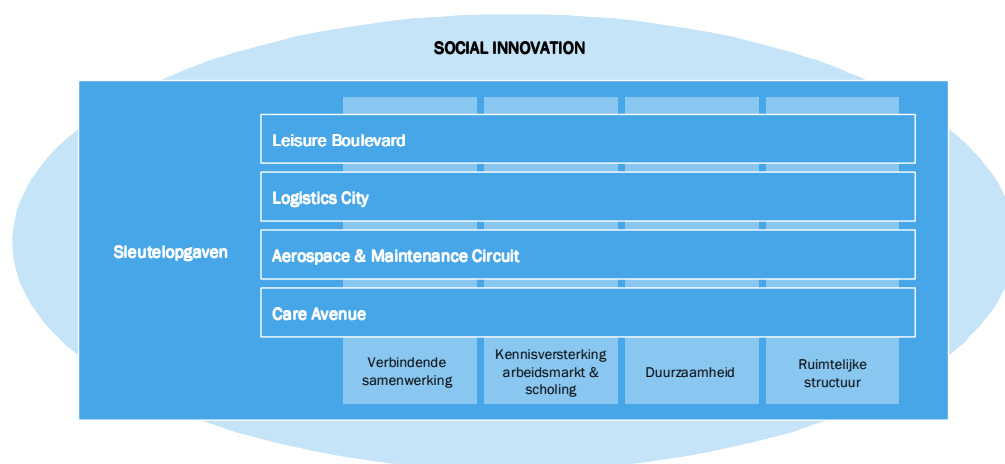 SOCIAL INNOVATION
Leisure Boulevard
Logistics City
Sleutelopgaven
Aerospace & Maintenance Circuit
Care Avenue
Verbindende
samenwerking
Kennisversterking
arbeidsmarkt &
scholing
Duurzaamheid
Ruimtelijke
structuur